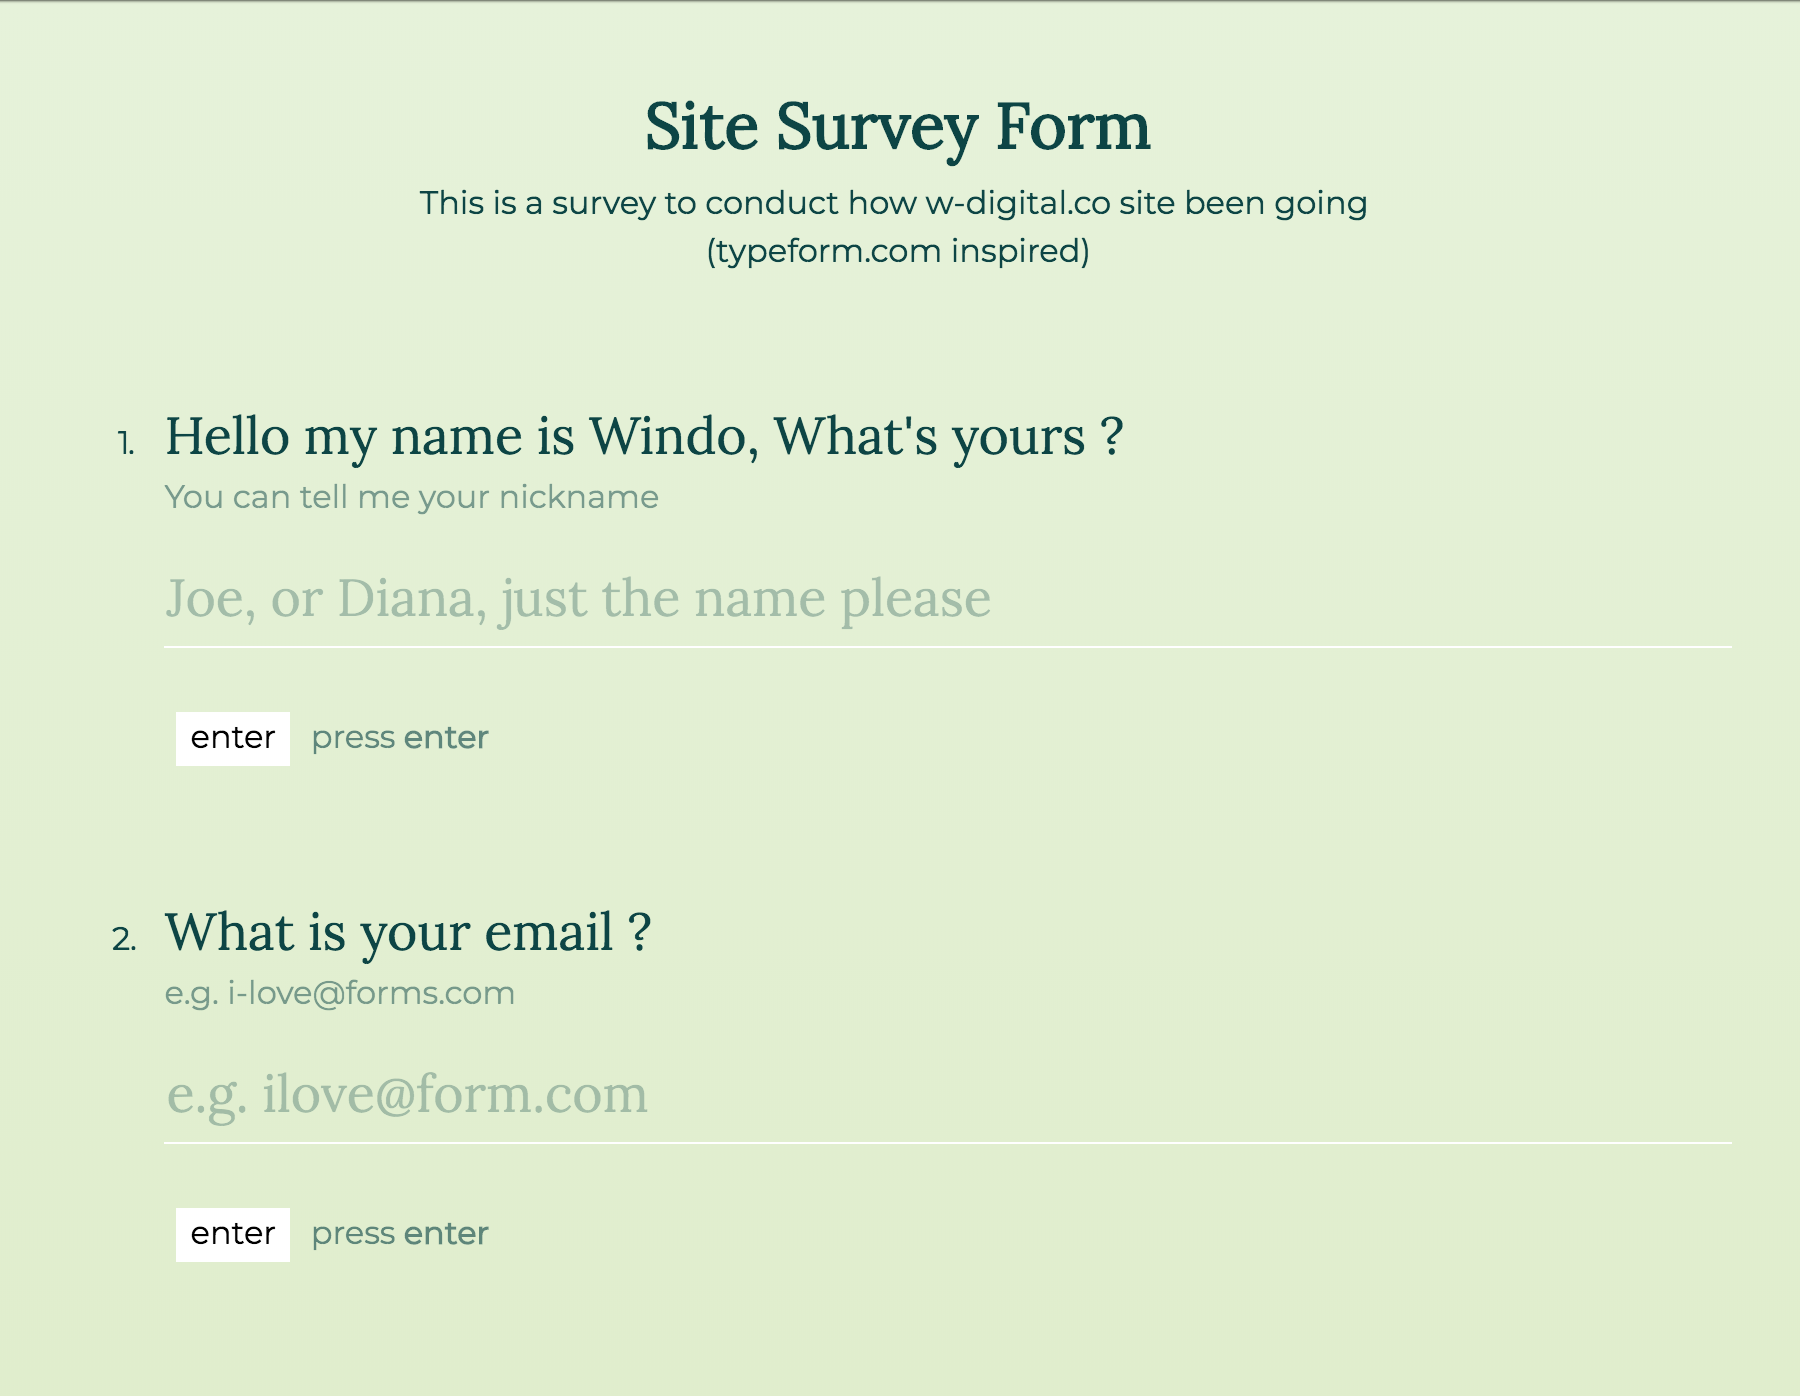 Site Survey Form
This is a survey to conduct how w-digital.co site been going
(typeform.com inspired)
1. Hello my name is Windo, What's yours ?
You can tell me your nickname
Joe, or Diana, just the name please
enter press enter
2. What is your email ?
e.g. i-love@forms.com
e.g. ilove@form.com
enter press enter